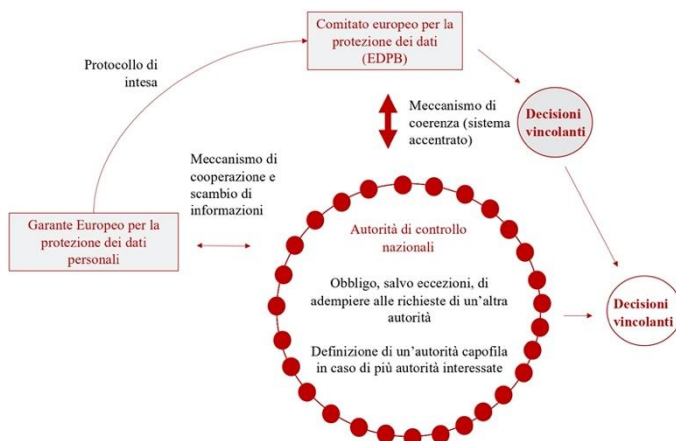 Comitato europeo per la
protezione dei dati
(EDPB)
Protocollo di
intesa
Meccanismo di
coerenza (sistema
accentrato)
Decisioni
vincolanti
Meccanismo di
cooperazione e
scambio di
informazioni
Garante Europeo per la
protezione dei dati
personali
Autorità di controllo
nazionali
Obbligo, salvo eccezioni, di
adempiere alle richieste di un'altra
autorità
Definizione di un'autorità capofila
in caso di più autorità interessate
Decisioni
vincolanti